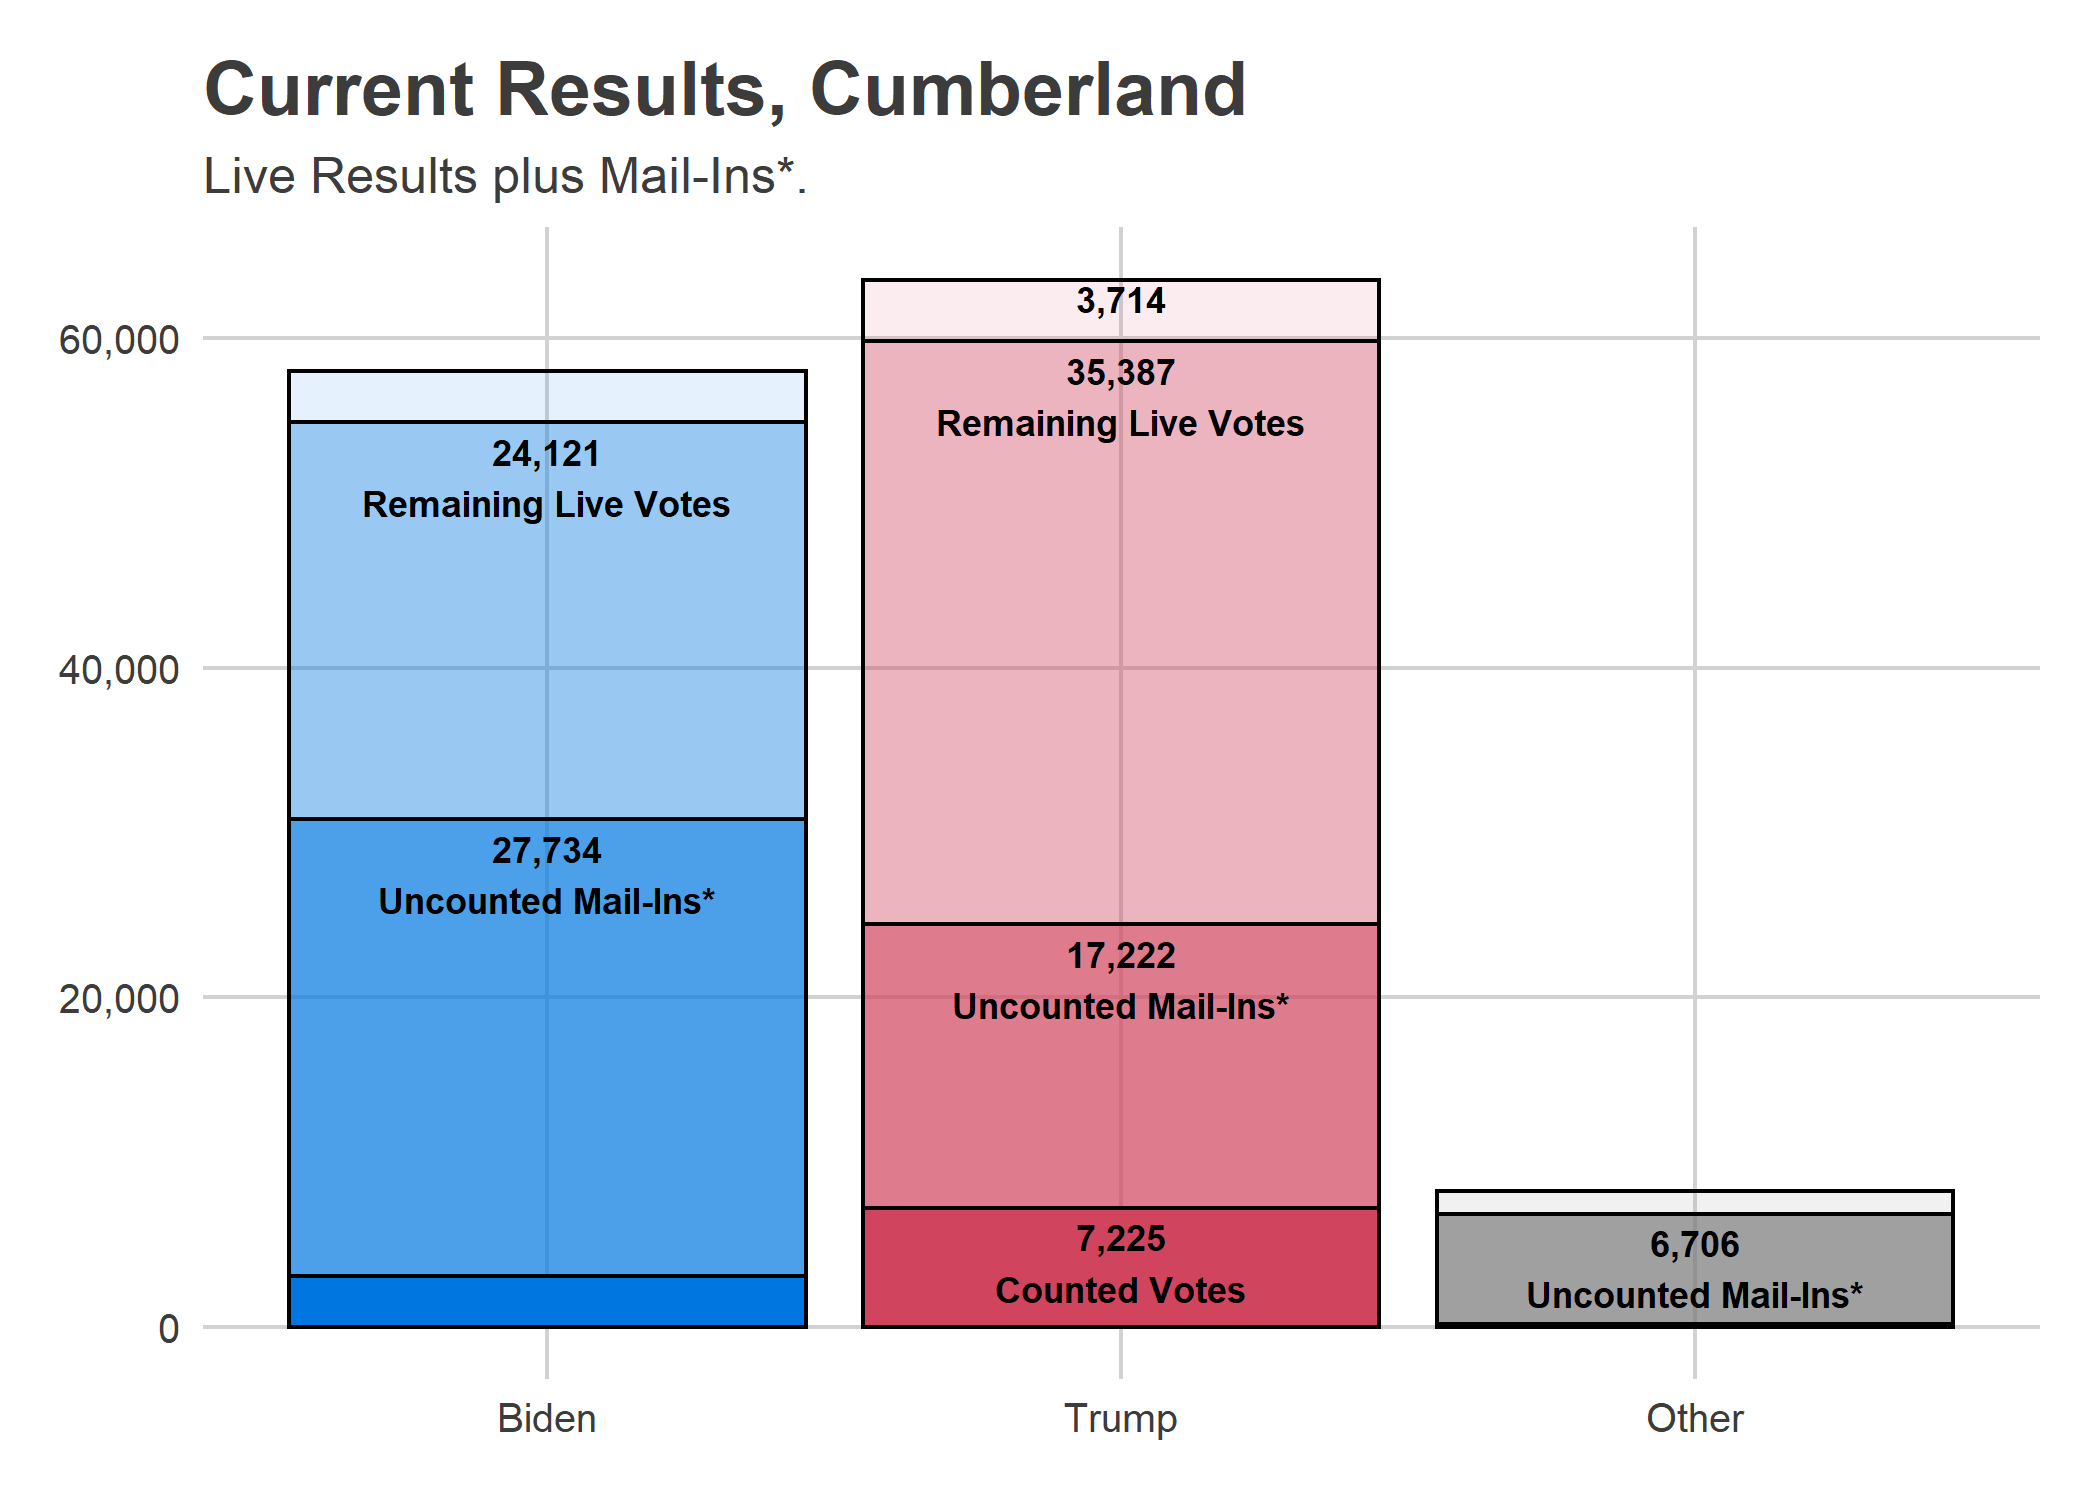 Current Results, Cumberland
Live Results plus Mail-Ins*.
60,000
40,000
20,000
0
24,121
Remaining Live Votes
27,734
Uncounted Mail-Ins*
3,714
35,387
Remaining Live Votes
17,222
Uncounted Mail-Ins*
7,225
Counted Votes
6,706
Uncounted Mail-Ins*
Biden
Trump
Other